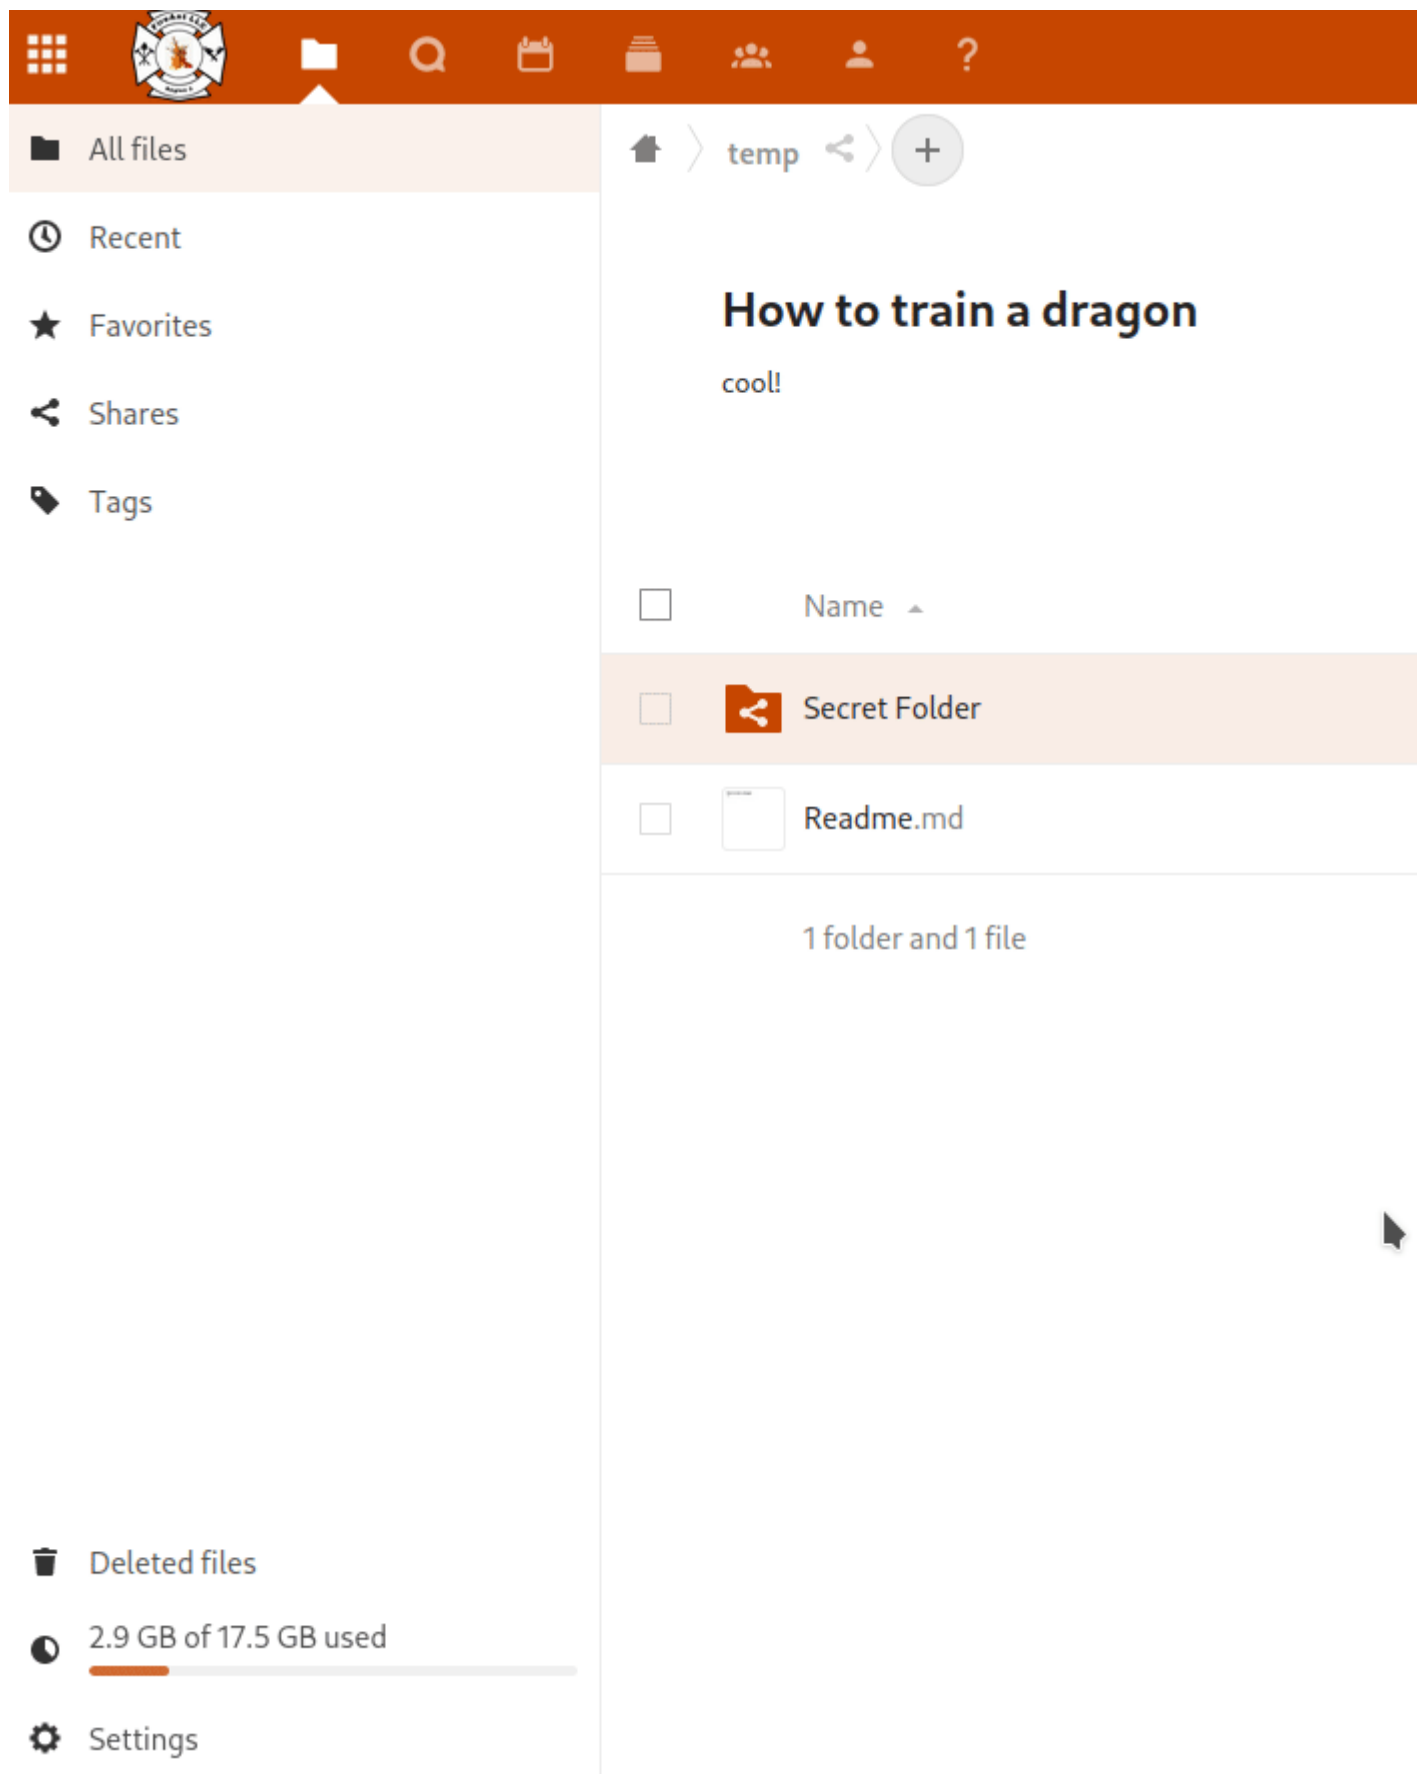 All files
temp
Recent
How to train a dragon
Favorites
cool!
Shares
Tags
Name
Secret Folder
Readme.md
1 folder and 1 file
Deleted files
2.9 GB of 17.5 GB used
Settings